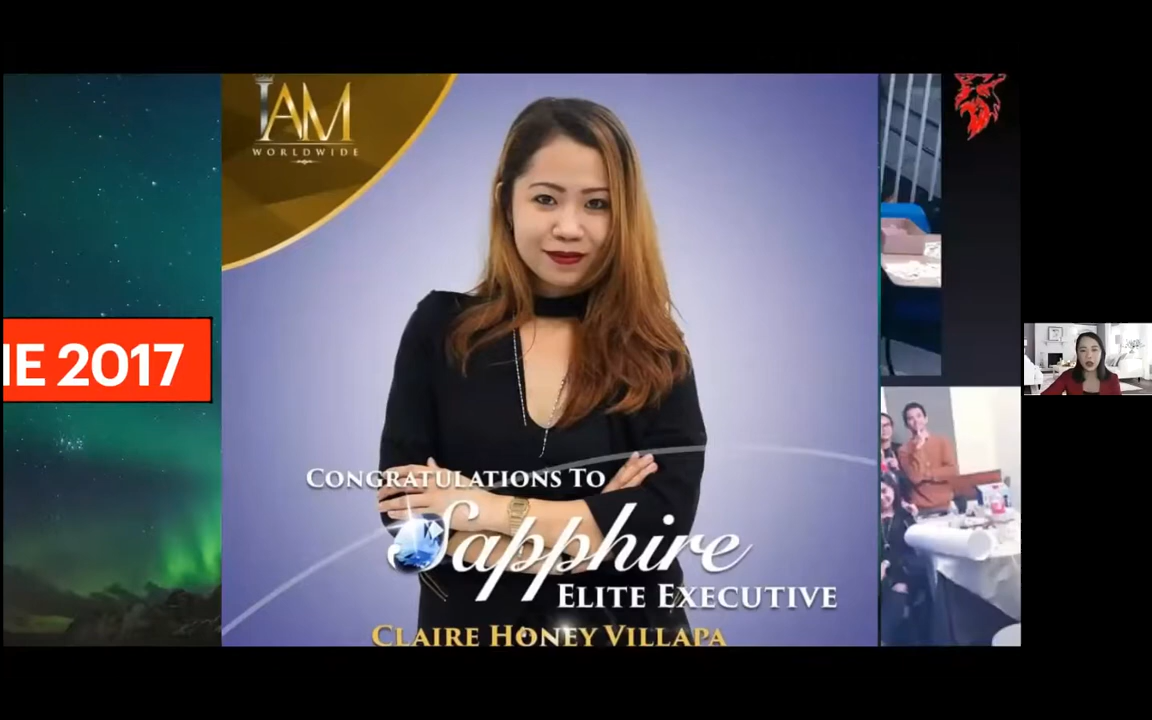 IAM
WORLDWIDE
IE 2017
CONGRATULATIONS TO
Sapphire
ELITE EXECUTIVE
CLAIRE HONEY VILLAPA